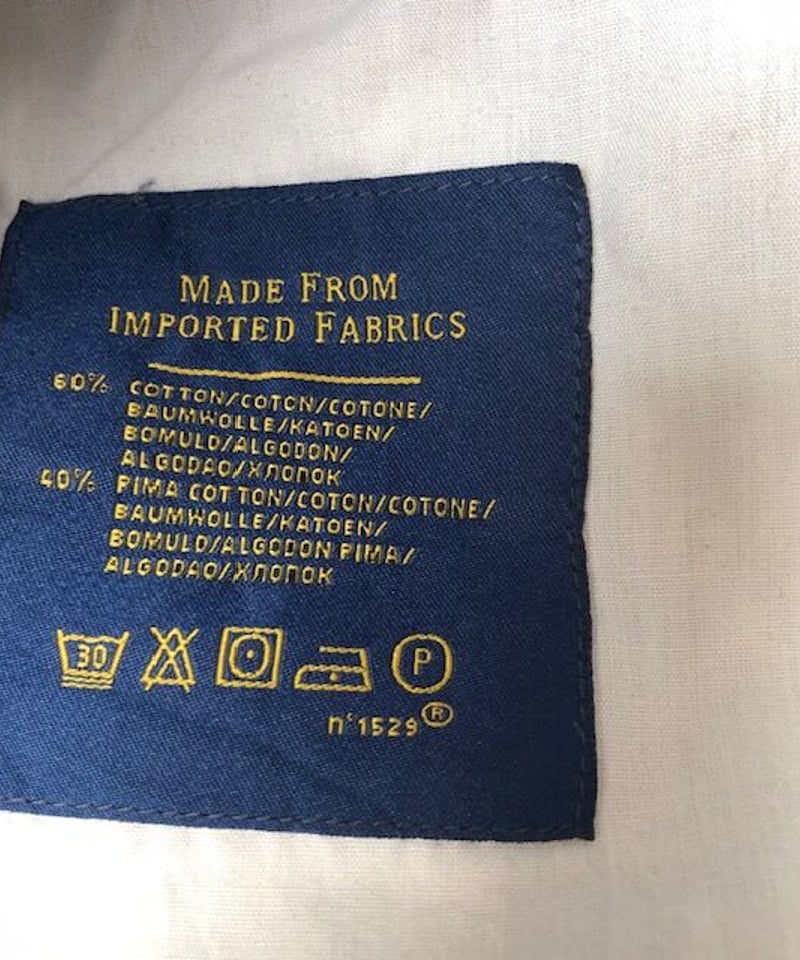 MADE FROM
IMPORTED FABRICS
60% COTTON/COTON/COTONE/
BAUMWOLLE/KATOEN/
BOMULD/ALGODON/
ALGODAO/ХЛОПОК
40% PIMA COTTON/COTON/COTONE/
BAUMWOLLE/KATOEN/
BOMULD/ALGODON PIMA/
ALGODAO/ХЛОПОК
30
P
n°1529®